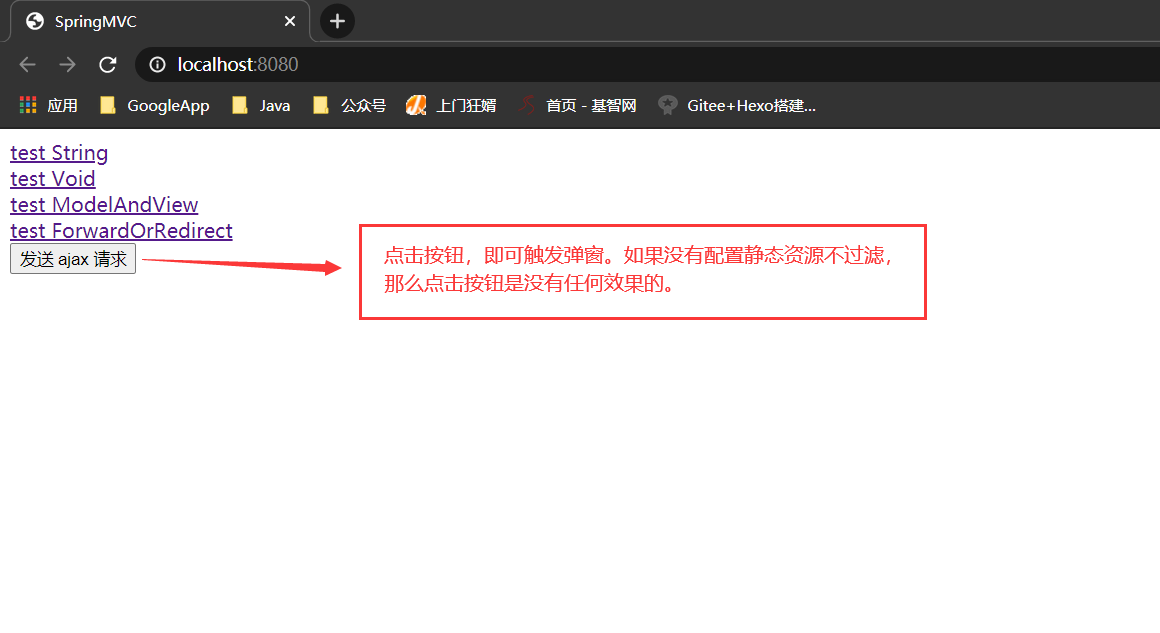 SpringMVC
localhost:8080
应用 GoogleApp Java 公众号 上门狂婿 首页 - 基智网 Gitee+Hexo搭建...
test String
test Void
test ModelAndView
test ForwardOrRedirect
发送 ajax 请求
点击按钮，即可触发弹窗。如果没有配置静态资源不过滤，
那么点击按钮是没有任何效果的。